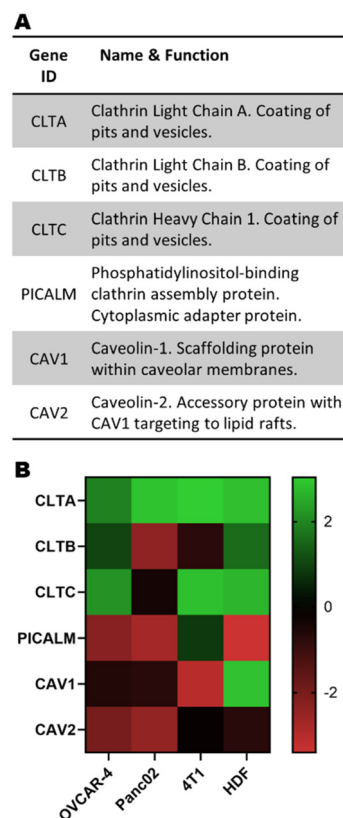 A
Gene
ID
Name & Function
CLTA
Clathrin Light Chain A. Coating of
pits and vesicles.
CLTB
Clathrin Light Chain B. Coating of
pits and vesicles.
CLTC
Clathrin Heavy Chain 1. Coating of
pits and vesicles.
PICALM
Phosphatidylinositol-binding
clathrin assembly protein.
Cytoplasmic adapter protein.
CAV1
Caveolin-1. Scaffolding protein
within caveolar membranes.
CAV2
Caveolin-2. Accessory protein with
CAV1 targeting to lipid rafts.
B
CLTA
CLTB
CLTC
PICALM
CAV1
CAV2
OVCAR-4
Panc02
4T1
HDF
2
0
-2